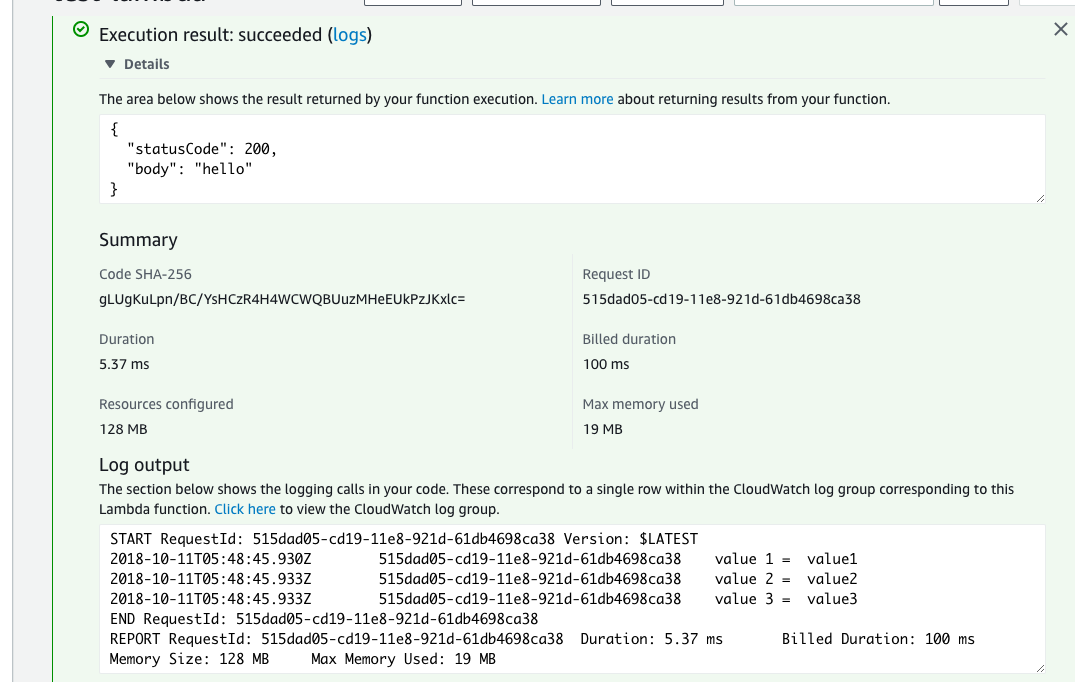 Execution result: succeeded (logs)
Details
The area below shows the result returned by your function execution. Learn more about returning results from your function.
{
  "statusCode": 200,
  "body": "hello"
}
Summary
Code SHA-256
gLUgKuLpn/BC/YsHCzR4H4WCWQBUuzMHeEUkPzJKxlc=
Request ID
515dad05-cd19-11e8-921d-61db4698ca38
Duration
5.37 ms
Billed duration
100 ms
Resources configured
128 MB
Max memory used
19 MB
Log output
The section below shows the logging calls in your code. These correspond to a single row within the CloudWatch log group corresponding to this
Lambda function. Click here to view the CloudWatch log group.
START RequestId: 515dad05-cd19-11e8-921d-61db4698ca38 Version: $LATEST
2018-10-11T05:48:45.930Z	515dad05-cd19-11e8-921d-61db4698ca38	value 1 =  value1
2018-10-11T05:48:45.933Z	515dad05-cd19-11e8-921d-61db4698ca38	value 2 =  value2
2018-10-11T05:48:45.933Z	515dad05-cd19-11e8-921d-61db4698ca38	value 3 =  value3
END RequestId: 515dad05-cd19-11e8-921d-61db4698ca38
REPORT RequestId: 515dad05-cd19-11e8-921d-61db4698ca38	Duration: 5.37 ms	Billed Duration: 100 ms
Memory Size: 128 MB	Max Memory Used: 19 MB